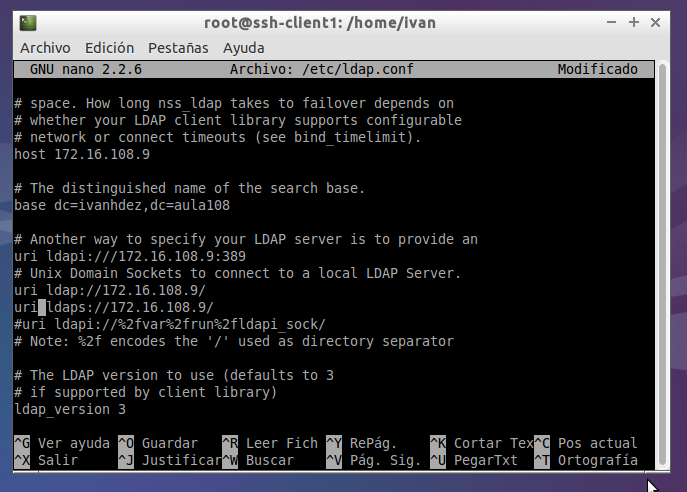 root@ssh-client1: /home/ivan
Archivo Edición Pestañas Ayuda
GNU nano 2.2.6 Archivo: /etc/ldap.conf Modificado
# space. How long nss_ldap takes to failover depends on
# whether your LDAP client library supports configurable
# network or connect timeouts (see bind_timelimit).
host 172.16.108.9
# The distinguished name of the search base.
base dc=ivanhdez,dc=aula108
# Another way to specify your LDAP server is to provide an
uri ldapi:///172.16.108.9:389
# Unix Domain Sockets to connect to a local LDAP Server.
uri ldap://172.16.108.9/
uri ldaps://172.16.108.9/
#uri ldapi://%2fvar%2frun%2fldapi_sock/
# Note: %2f encodes the '/' used as directory separator
# The LDAP version to use (defaults to 3
# if supported by client library)
ldap_version 3
^G Ver ayuda ^O Guardar ^R Leer Fich ^Y RePág. ^K Cortar Tex ^C Pos actual
^X Salir ^J Justificar ^W Buscar ^V Pág. Sig. ^U PegarTxt ^T Ortografía